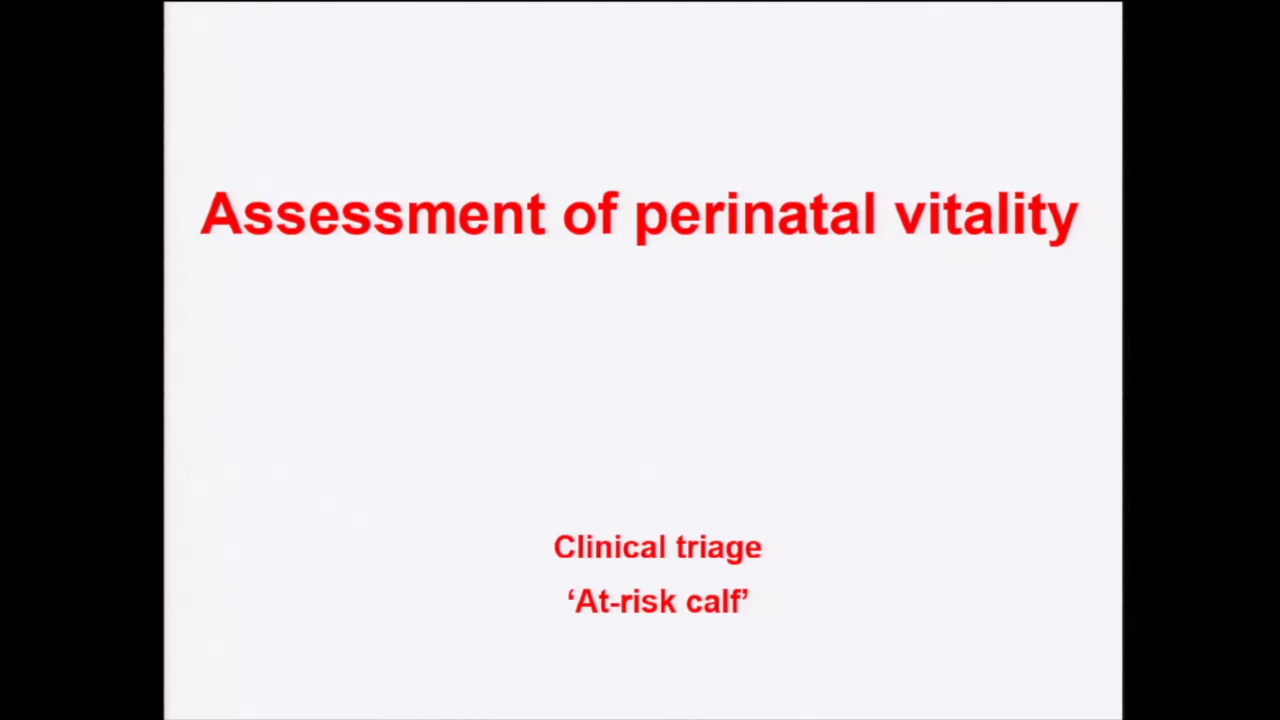 Assessment of perinatal vitality
Clinical triage
‘At-risk calf’